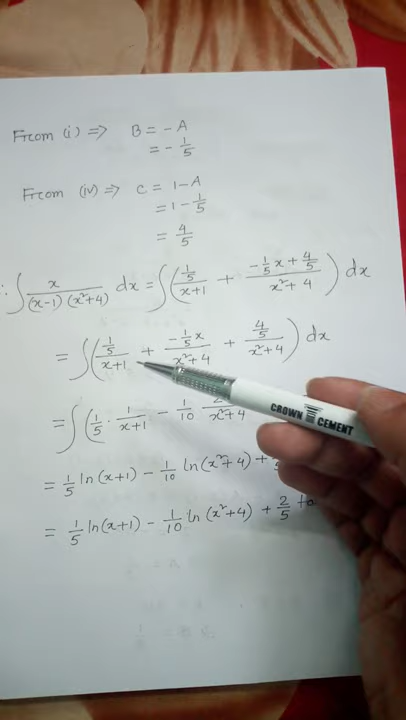 From (i) => B = -A
= -1/5
From (iv) => C = 1-A
= 1-1/5
= 4/5
∴ ∫ x/((x-1)(x²+4)) dx = ∫ ( (1/5)/(x+1) + (-1/5 x + 4/5)/(x²+4) ) dx
= ∫ ( (1/5)/(x+1) + (-1/5 x)/(x²+4) + (4/5)/(x²+4) ) dx
= ∫ ( 1/5 · 1/(x+1) - 1/10 2/(x²+4)
CROWN CEMENT
= 1/5 ln(x+1) - 1/10 ln(x²+4) +
= 1/5 ln(x+1) - 1/10 ln(x²+4) + 2/5